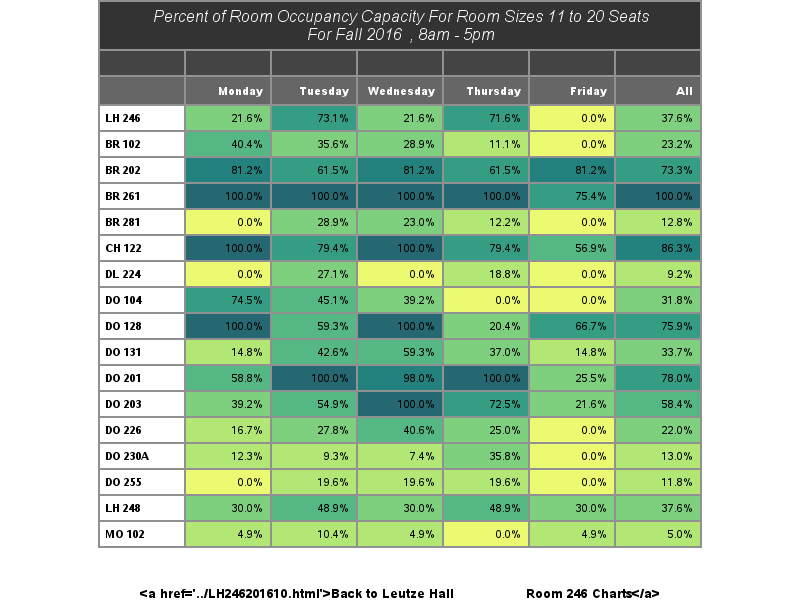 Percent of Room Occupancy Capacity For Room Sizes 11 to 20 Seats
For Fall 2016 , 8am - 5pm
Monday Tuesday Wednesday Thursday Friday All
LH 246 21.6% 73.1% 21.6% 71.6% 0.0% 37.6%
BR 102 40.4% 35.6% 28.9% 11.1% 0.0% 23.2%
BR 202 81.2% 61.5% 81.2% 61.5% 81.2% 73.3%
BR 261 100.0% 100.0% 100.0% 100.0% 75.4% 100.0%
BR 281 0.0% 28.9% 23.0% 12.2% 0.0% 12.8%
CH 122 100.0% 79.4% 100.0% 79.4% 56.9% 86.3%
DL 224 0.0% 27.1% 0.0% 18.8% 0.0% 9.2%
DO 104 74.5% 45.1% 39.2% 0.0% 0.0% 31.8%
DO 128 100.0% 59.3% 100.0% 20.4% 66.7% 75.9%
DO 131 14.8% 42.6% 59.3% 37.0% 14.8% 33.7%
DO 201 58.8% 100.0% 98.0% 100.0% 25.5% 78.0%
DO 203 39.2% 54.9% 100.0% 72.5% 21.6% 58.4%
DO 226 16.7% 27.8% 40.6% 25.0% 0.0% 22.0%
DO 230A 12.3% 9.3% 7.4% 35.8% 0.0% 13.0%
DO 255 0.0% 19.6% 19.6% 19.6% 0.0% 11.8%
LH 248 30.0% 48.9% 30.0% 48.9% 30.0% 37.6%
MO 102 4.9% 10.4% 4.9% 0.0% 4.9% 5.0%
<a href='../LH246201610.html'>Back to Leutze Hall Room 246 Charts</a>